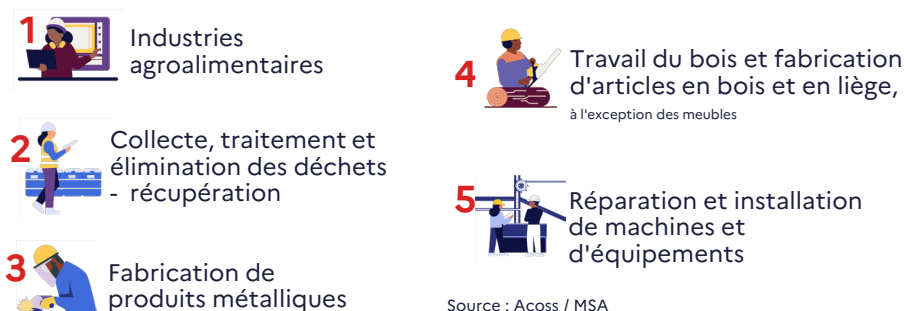 1
Industries
agroalimentaires
2
Collecte, traitement et
élimination des déchets
- récupération
3
Fabrication de
produits métalliques
4
Travail du bois et fabrication
d'articles en bois et en liège,
à l'exception des meubles
5
Réparation et installation
de machines et
d'équipements
Source : Acoss / MSA